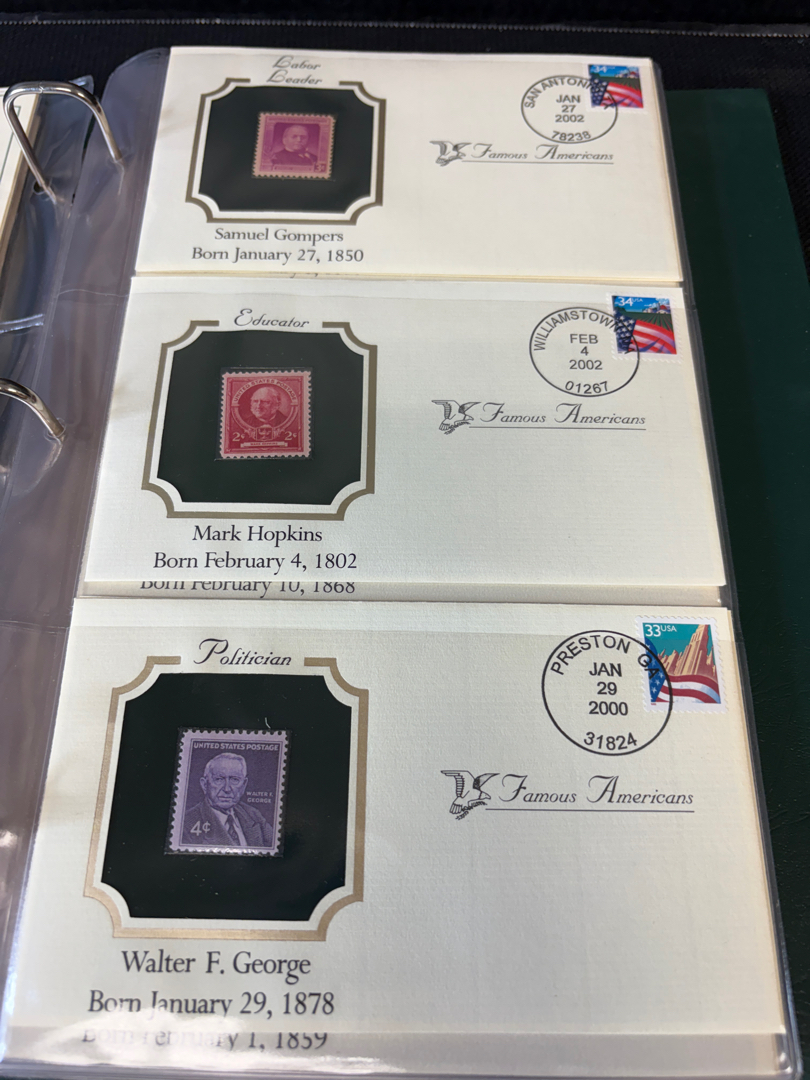 Labor
Leader
Samuel Gompers
Born January 27, 1850
34
SAN ANTONIO
JAN
27
2002
78238
Famous Americans
Educator
UNITED STATES POSTAGE
2¢ 2¢
Mark Hopkins
Born February 4, 1802
Born February 10, 1868
34 USA
WILLIAMSTOWN
FEB
4
2002
01267
Famous Americans
Politician
UNITED STATES POSTAGE
WALTER F.
GEORGE
4¢
Walter F. George
Born January 29, 1878
Born February 1, 1859
33 USA
PRESTON GA
JAN
29
2000
31824
Famous Americans